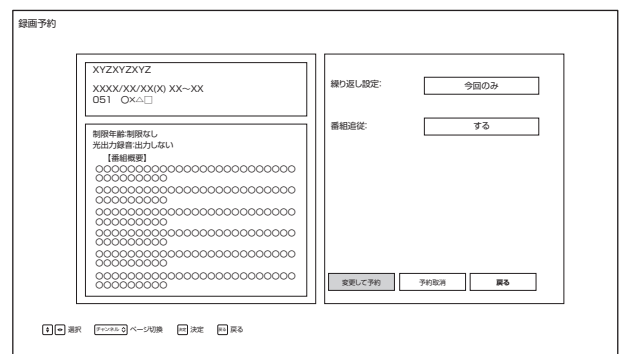 録画予約
XYZXYZXYZ
XXXX/XX/XX(X) XX～XX
051 ○×△□
制限年齢:制限なし
光出力録音:出力しない
【番組概要】
○○○○○○○○○○○○○○○○○○○○○○○○○
○○○○○○○○○
○○○○○○○○○○○○○○○○○○○○○○○○○
○○○○○○○○○
○○○○○○○○○○○○○○○○○○○○○○○○○
○○○○○○○○○
○○○○○○○○○○○○○○○○○○○○○○○○○
○○○○○○○○○
○○○○○○○○○○○○○○○○○○○○○○○○○
○○○○○○○○○
○○○○○○○○○○○○○○○○○○○○○○○○○
○○○○○○○○○
繰り返し設定: 今回のみ
番組追従: する
変更して予約 予約取消 戻る
選択 チャンネル ページ切換 決定 決定 戻る 戻る